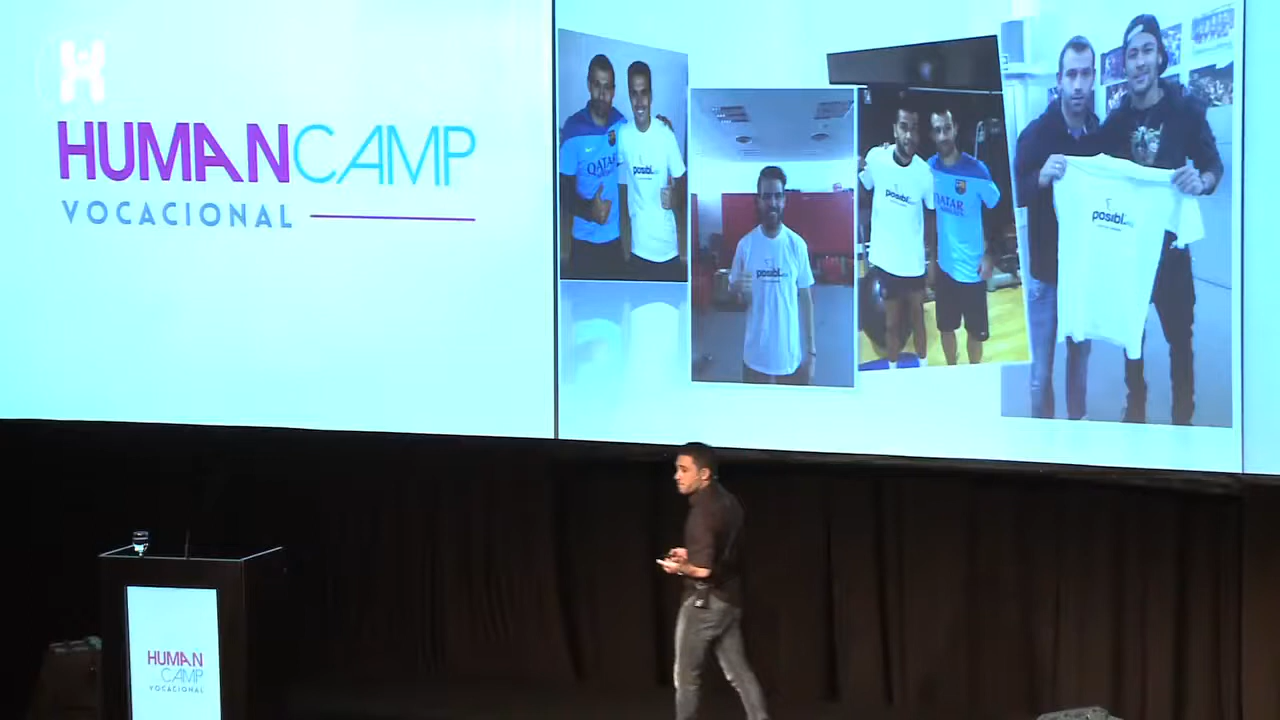 H
HUMANCAMP
VOCACIONAL
QATAR
posibl.
posibl.
posibl.
QATAR
posibl.
HUMAN
CAMP
VOCACIONAL